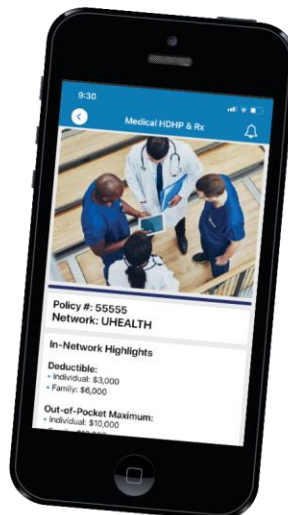 9:30
Medical HDHP & Rx
Policy #: 55555
Network: UHEALTH
In-Network Highlights
Deductible:
• Individual: $3,000
• Family: $6,000
Out-of-Pocket Maximum:
• Individual: $10,000